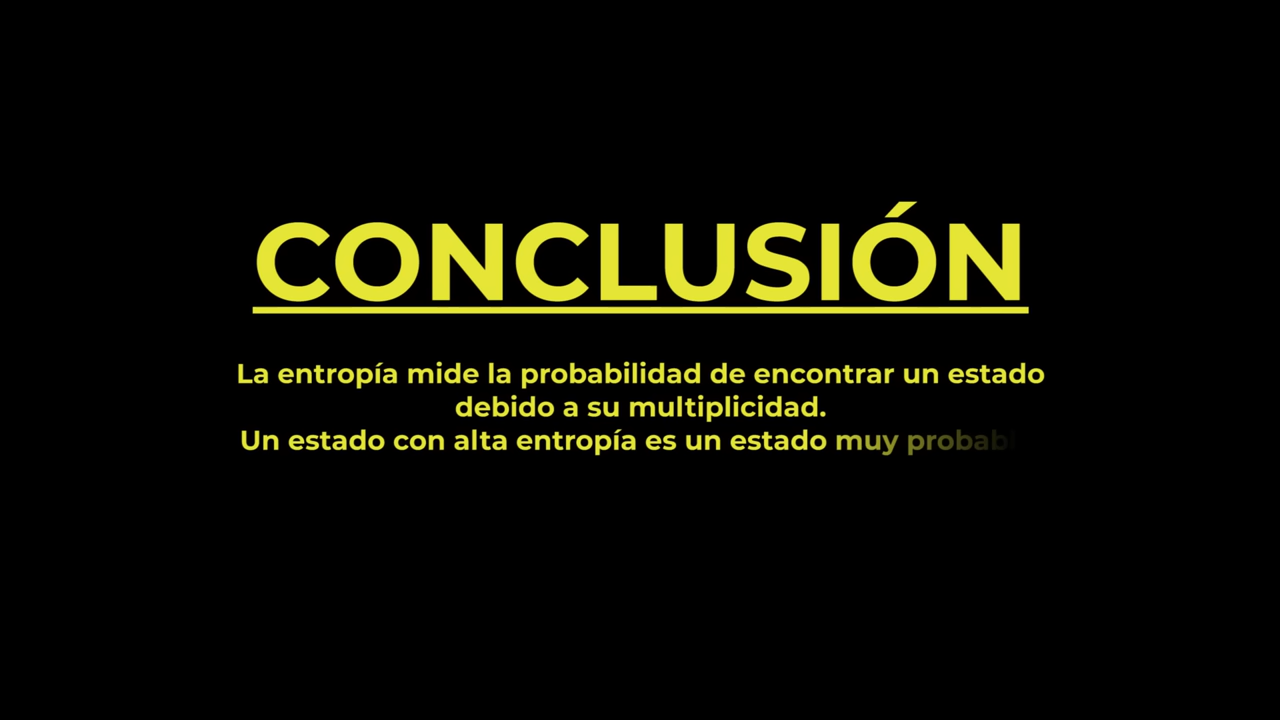 CONCLUSIÓN
La entropía mide la probabilidad de encontrar un estado
debido a su multiplicidad.
Un estado con alta entropía es un estado muy